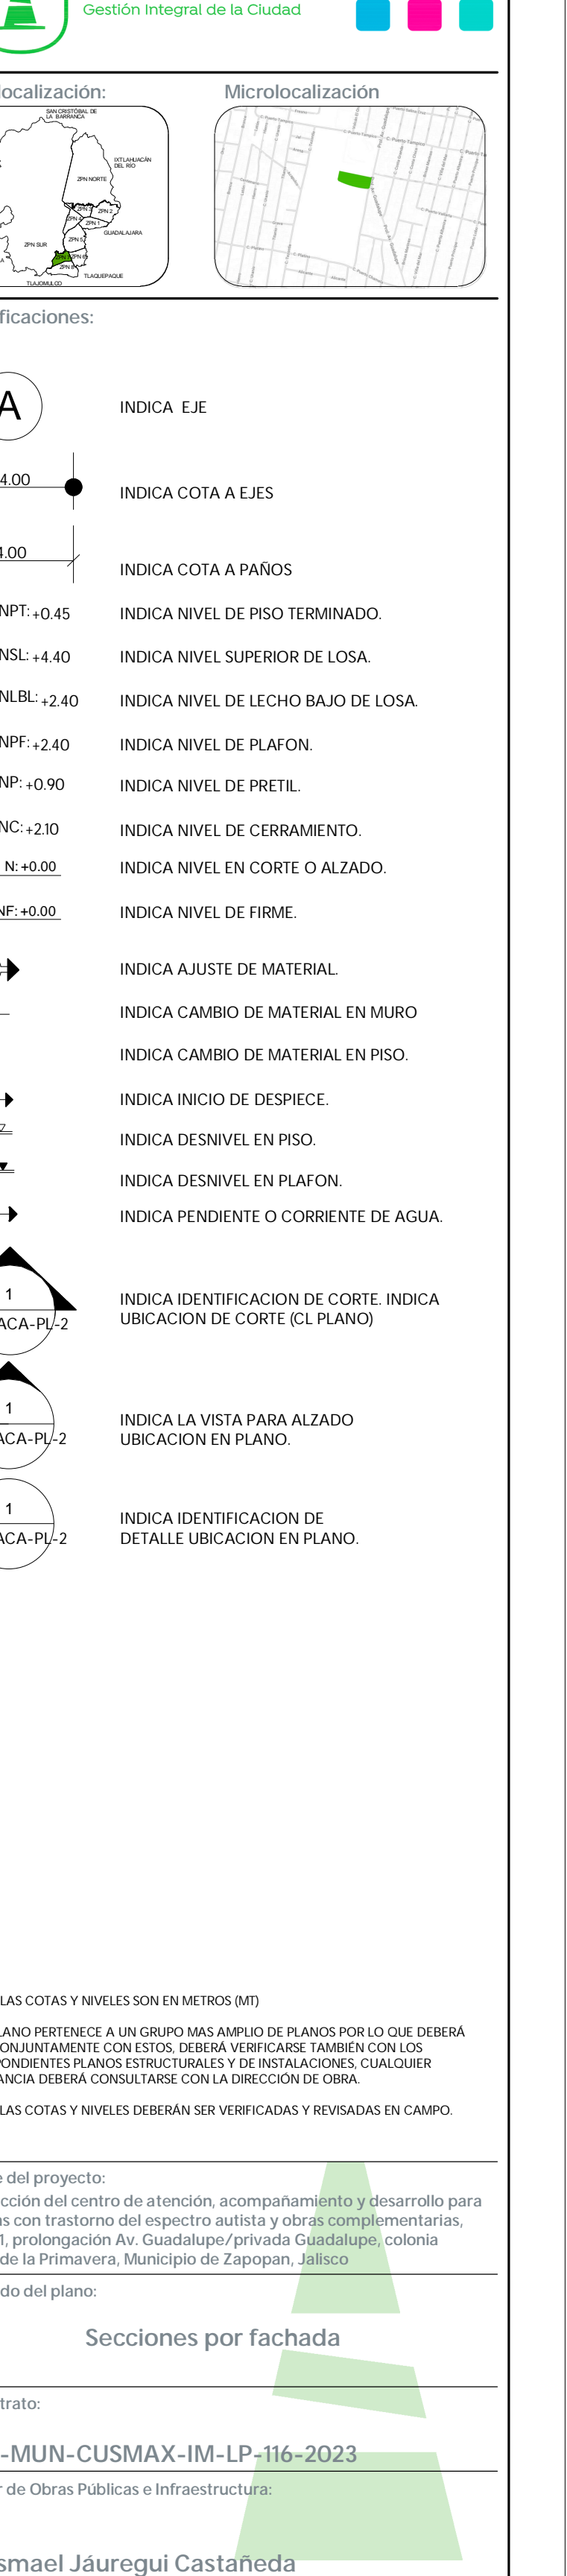 Gestión Integral de la Ciudad
localización:
Microlocalización
SAN CRISTÓBAL DE
LA BARRANCA
IXTLAHUACÁN
DEL RÍO
ZPN NORTE
ZPN 3
ZPN 2
ZPN 4
ZPN 1
GUADALAJARA
ZPN 5
ZPN SUR
ZPN 7
ZPN 6
ZPN 8
TLAQUEPAQUE
TLAJOMULCO
ficaciones:
A
INDICA EJE
4.00
INDICA COTA A EJES
4.00
INDICA COTA A PAÑOS
NPT: +0.45 INDICA NIVEL DE PISO TERMINADO.
NSL: +4.40 INDICA NIVEL SUPERIOR DE LOSA.
NLBL: +2.40 INDICA NIVEL DE LECHO BAJO DE LOSA.
NPF: +2.40 INDICA NIVEL DE PLAFON.
NP: +0.90 INDICA NIVEL DE PRETIL.
NC: +2.10 INDICA NIVEL DE CERRAMIENTO.
N: +0.00 INDICA NIVEL EN CORTE O ALZADO.
NF: +0.00 INDICA NIVEL DE FIRME.
INDICA AJUSTE DE MATERIAL.
INDICA CAMBIO DE MATERIAL EN MURO
INDICA CAMBIO DE MATERIAL EN PISO.
INDICA INICIO DE DESPIECE.
INDICA DESNIVEL EN PISO.
INDICA DESNIVEL EN PLAFON.
INDICA PENDIENTE O CORRIENTE DE AGUA.
1
ACA-PL-2
INDICA IDENTIFICACION DE CORTE. INDICA
UBICACION DE CORTE (CL PLANO)
1
ACA-PL-2
INDICA LA VISTA PARA ALZADO
UBICACION EN PLANO.
1
ACA-PL-2
INDICA IDENTIFICACION DE
DETALLE UBICACION EN PLANO.
LAS COTAS Y NIVELES SON EN METROS (MT)
LANO PERTENECE A UN GRUPO MAS AMPLIO DE PLANOS POR LO QUE DEBERÁ
ONJUNTAMENTE CON ESTOS, DEBERÁ VERIFICARSE TAMBIÉN CON LOS
PONDIENTES PLANOS ESTRUCTURALES Y DE INSTALACIONES, CUALQUIER
ANCIA DEBERÁ CONSULTARSE CON LA DIRECCIÓN DE OBRA.
LAS COTAS Y NIVELES DEBERÁN SER VERIFICADAS Y REVISADAS EN CAMPO.
e del proyecto:
cción del centro de atención, acompañamiento y desarrollo para
as con trastorno del espectro autista y obras complementarias,
1, prolongación Av. Guadalupe/privada Guadalupe, colonia
de la Primavera, Municipio de Zapopan, Jalisco
do del plano:
Secciones por fachada
trato:
-MUN-CUSMAX-IM-LP-116-2023
r de Obras Públicas e Infraestructura:
smael Jáuregui Castañeda